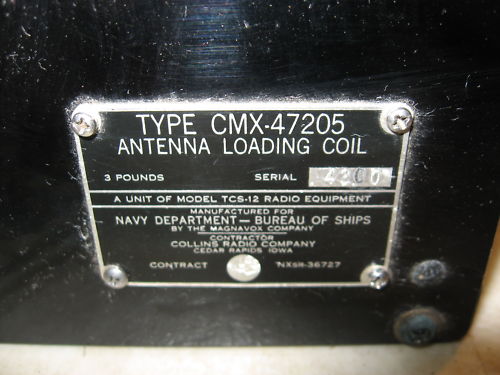 TYPE CMX-47205
ANTENNA LOADING COIL
3 POUNDS SERIAL 4200
A UNIT OF MODEL TCS-12 RADIO EQUIPMENT
MANUFACTURED FOR
NAVY DEPARTMENT — BUREAU OF SHIPS
BY THE MAGNAVOX COMPANY
CONTRACTOR
COLLINS RADIO COMPANY
CEDAR RAPIDS IOWA
CONTRACT NXSR-36727